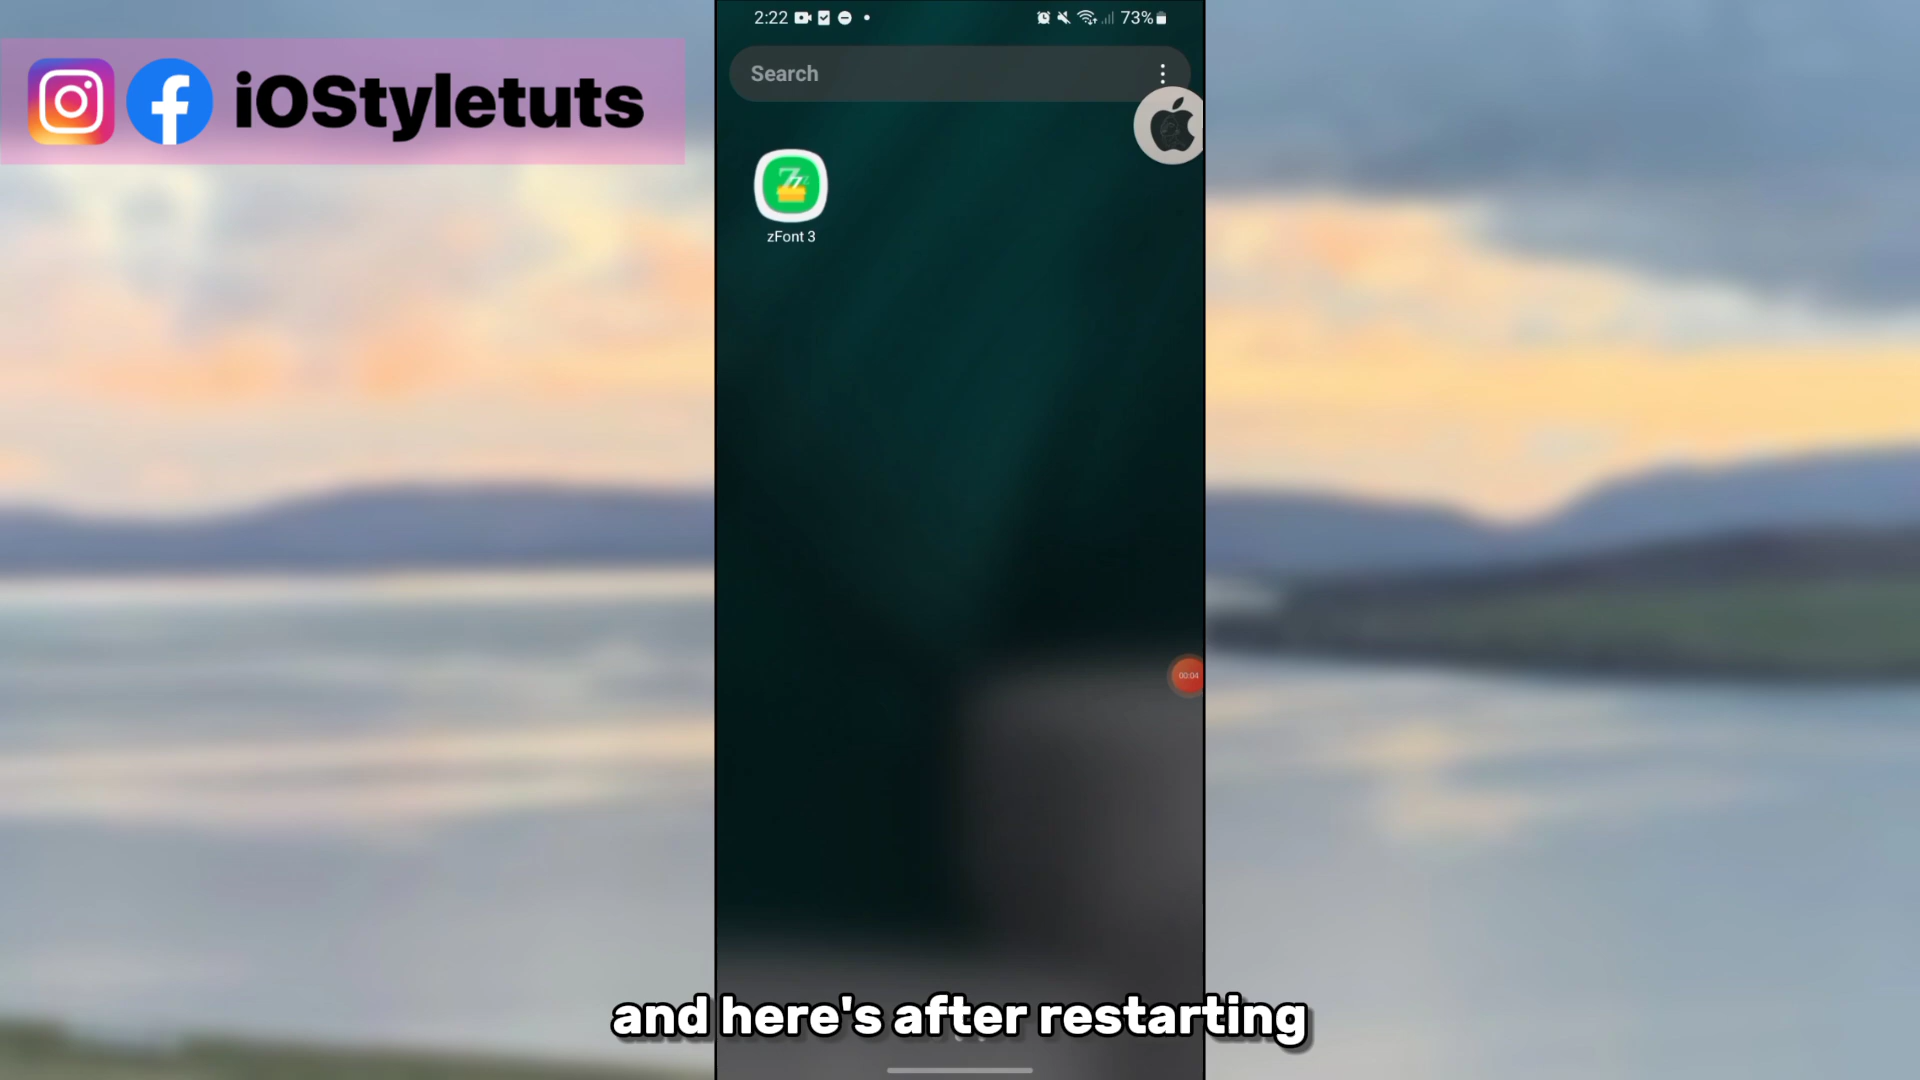 iOStyletuts
2:22
73%
Search
zFont 3
00:04
and here's after restarting